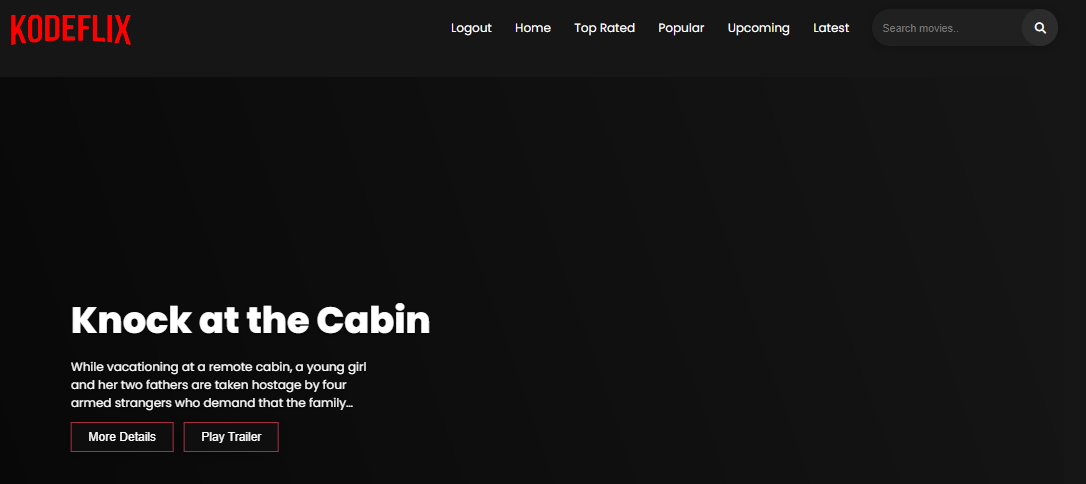 KODEFLIX
Logout Home Top Rated Popular Upcoming Latest Search movies..
Knock at the Cabin
While vacationing at a remote cabin, a young girl
and her two fathers are taken hostage by four
armed strangers who demand that the family...
More Details Play Trailer